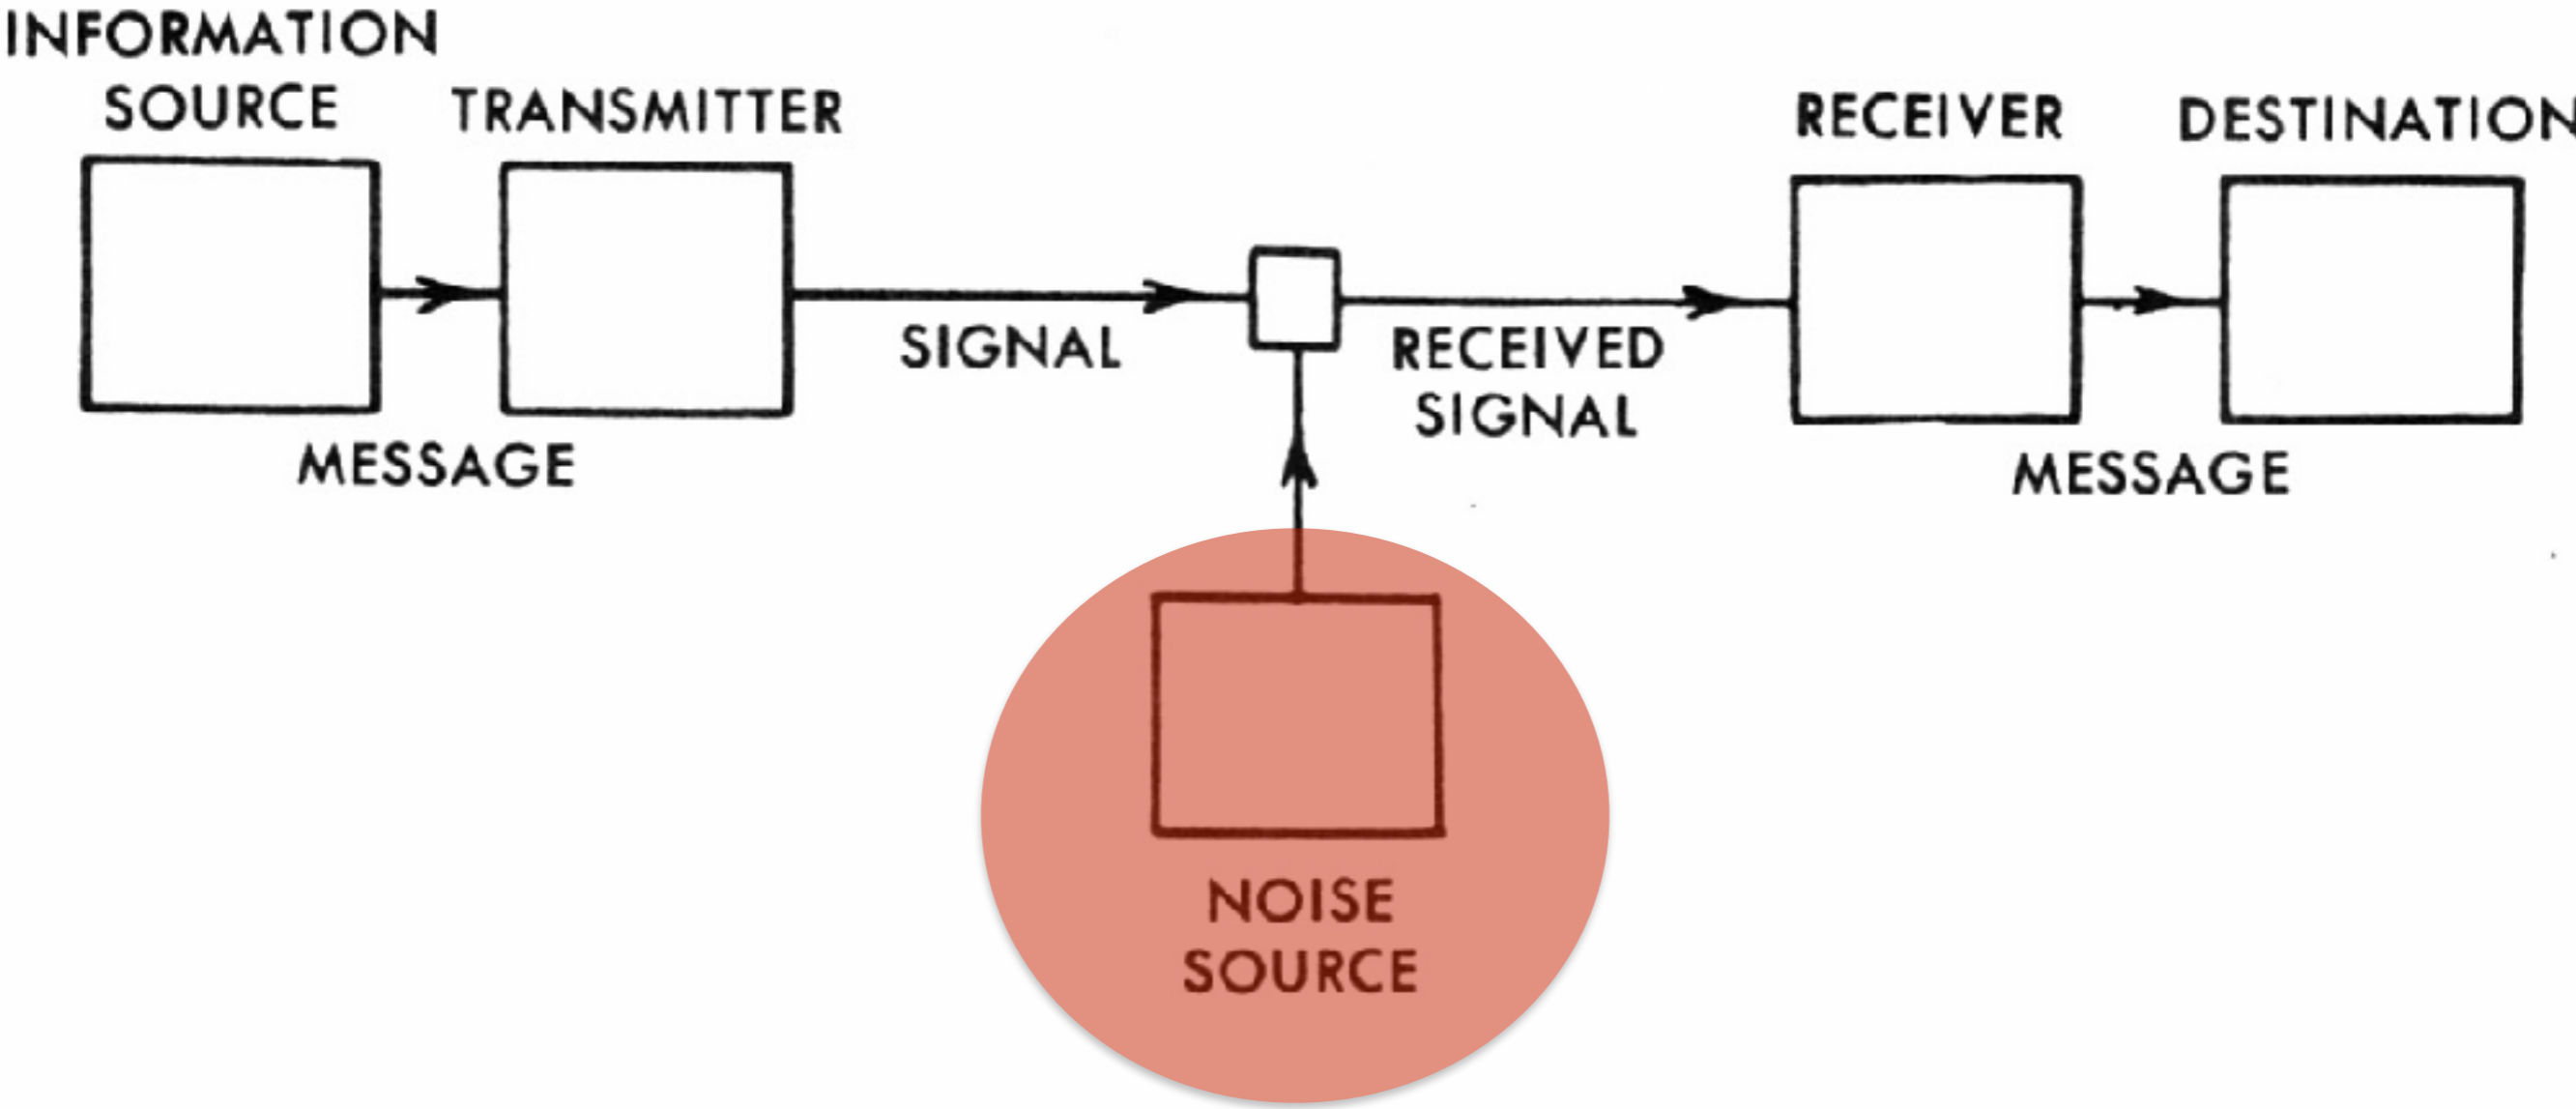 INFORMATION
SOURCE
TRANSMITTER
RECEIVER
DESTINATION
SIGNAL
RECEIVED
SIGNAL
MESSAGE
MESSAGE
NOISE
SOURCE